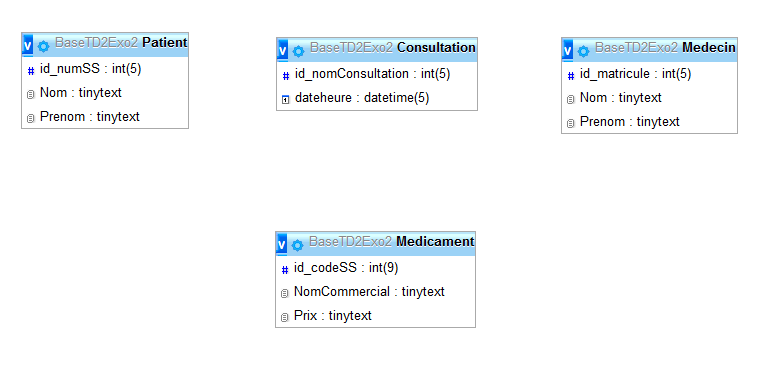 v BaseTD2Exo2 Patient
# id_numSS : int(5)
Nom : tinytext
Prenom : tinytext
v BaseTD2Exo2 Consultation
# id_nomConsultation : int(5)
dateheure : datetime(5)
v BaseTD2Exo2 Medecin
# id_matricule : int(5)
Nom : tinytext
Prenom : tinytext
v BaseTD2Exo2 Medicament
# id_codeSS : int(9)
NomCommercial : tinytext
Prix : tinytext